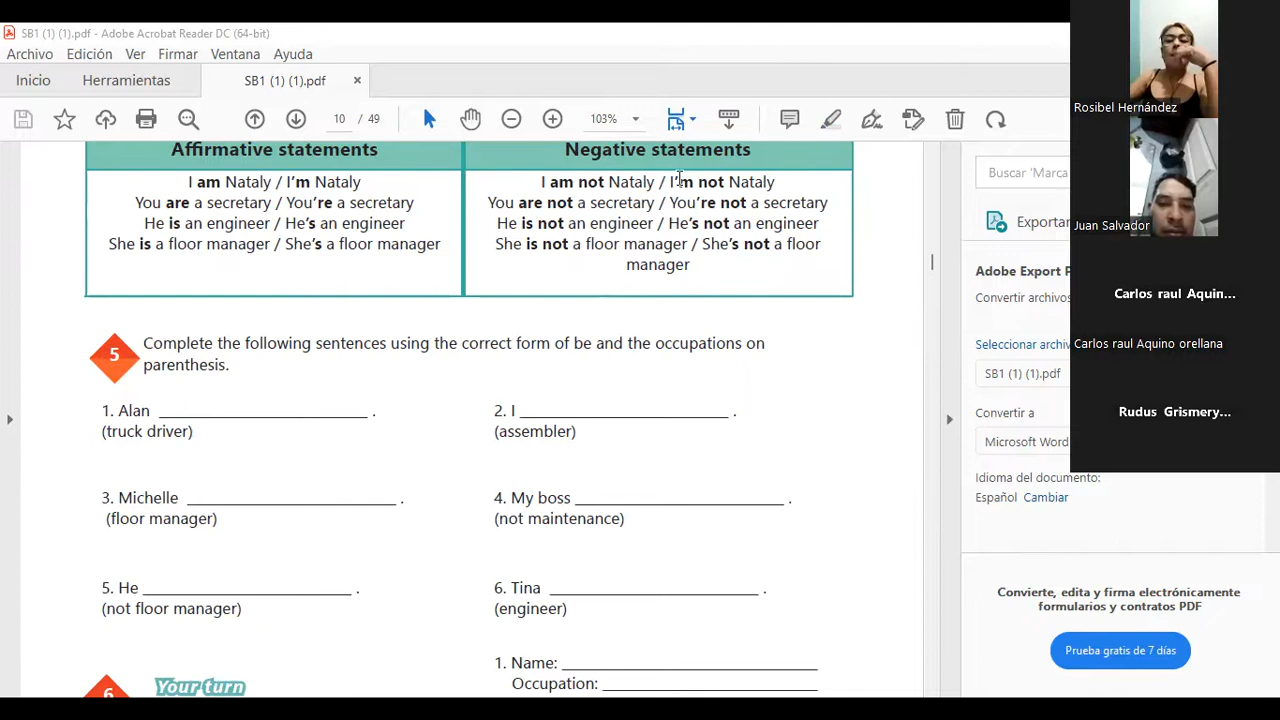 SB1 (1) (1).pdf - Adobe Acrobat Reader DC (64-bit)
Archivo Edición Ver Firmar Ventana Ayuda
Inicio Herramientas SB1 (1) (1).pdf ×
10 / 49 103%
Affirmative statements
I am Nataly / I'm Nataly
You are a secretary / You're a secretary
He is an engineer / He's an engineer
She is a floor manager / She's a floor manager
Negative statements
I am not Nataly / I'm not Nataly
You are not a secretary / You're not a secretary
He is not an engineer / He's not an engineer
She is not a floor manager / She's not a floor
manager
5
Complete the following sentences using the correct form of be and the occupations on
parenthesis.
1. Alan ________________________ .
(truck driver)
2. I ________________________ .
(assembler)
3. Michelle ________________________ .
(floor manager)
4. My boss ________________________ .
(not maintenance)
5. He ________________________ .
(not floor manager)
6. Tina ________________________ .
(engineer)
6
Your turn
1. Name: ______________________________
Occupation: _________________________
Buscar 'Marca
Exportar
Adobe Export P
Convertir archivos
Seleccionar archiv
SB1 (1) (1).pdf
Convertir a
Microsoft Word
Idioma del documento:
Español Cambiar
Convierte, edita y firma electrónicamente
formularios y contratos PDF
Prueba gratis de 7 días
Rosibel Hernández
Juan Salvador
Carlos raul Aquin...
Carlos raul Aquino orellana
Rudus Grismery...